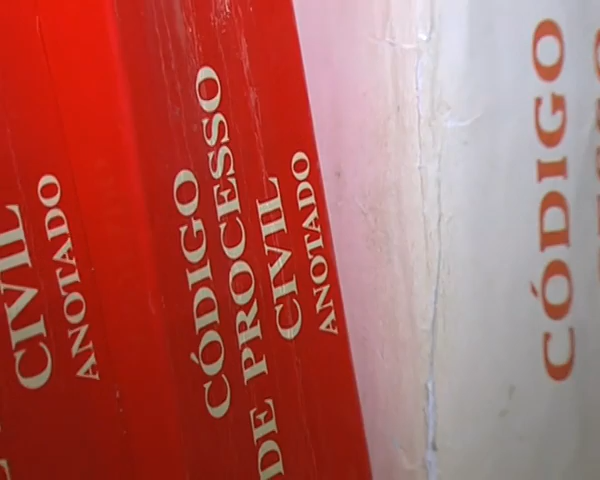 CIVIL
ANOTADO
CÓDIGO
DE PROCESSO
CIVIL
ANOTADO
CÓDIGO